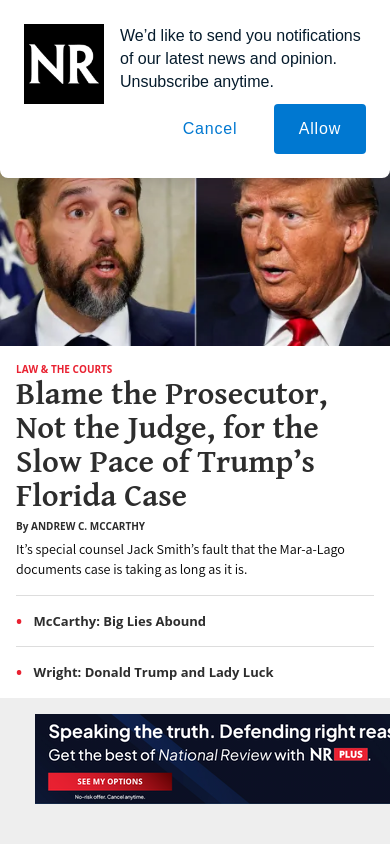 NR
We’d like to send you notifications
of our latest news and opinion.
Unsubscribe anytime.
Cancel
Allow
LAW & THE COURTS
Blame the Prosecutor,
Not the Judge, for the
Slow Pace of Trump’s
Florida Case
By ANDREW C. MCCARTHY
It’s special counsel Jack Smith’s fault that the Mar-a-Lago
documents case is taking as long as it is.
• McCarthy: Big Lies Abound
• Wright: Donald Trump and Lady Luck
Speaking the truth. Defending right reas
Get the best of National Review with NR PLUS.
SEE MY OPTIONS
No-risk offer. Cancel anytime.